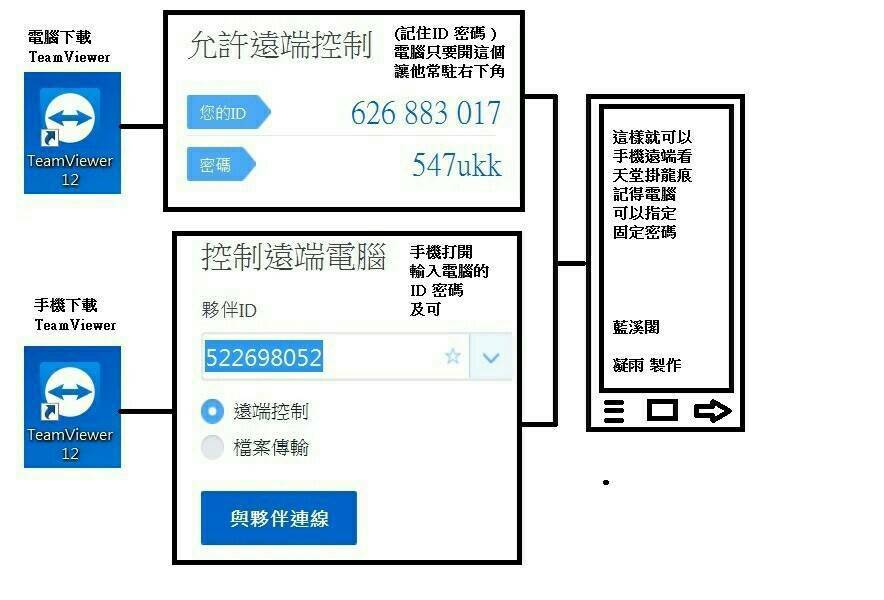 電腦下載
TeamViewer
TeamViewer
12
允許遠端控制
(記住ID 密碼 )
電腦只要開這個
讓他常駐右下角
您的ID
626 883 017
密碼
547ukk
手機下載
TeamViewer
TeamViewer
12
控制遠端電腦
手機打開
輸入電腦的
ID 密碼
及可
夥伴ID
522698052
遠端控制
檔案傳輸
與夥伴連線
這樣就可以
手機遠端看
天堂掛龍痕
記得電腦
可以指定
固定密碼
藍溪閣
凝雨 製作